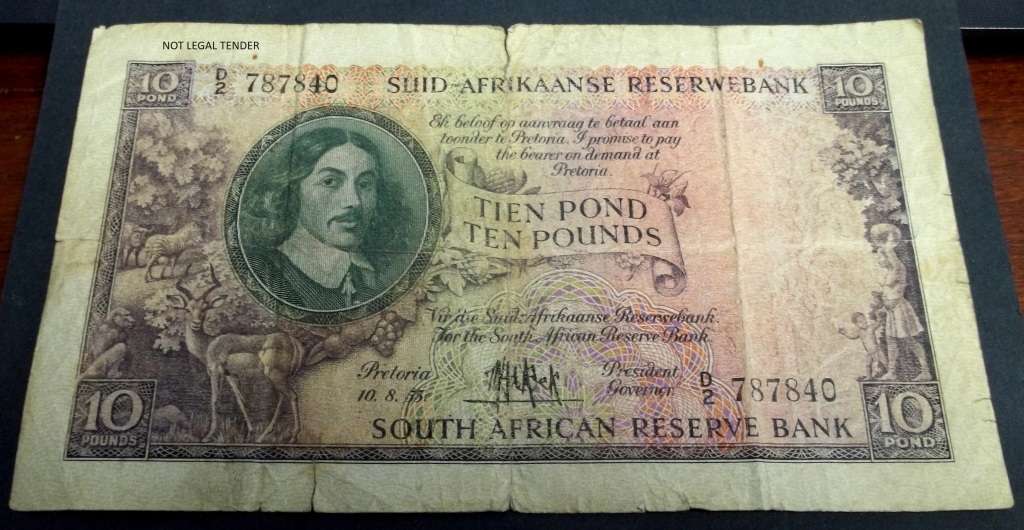 NOT LEGAL TENDER
10 POND
D/2 787840
SUID-AFRIKAANSE RESERWEBANK
10 POUNDS
Ek beloof op aanvraag te betaal aan
toonder te Pretoria. I promise to pay
the bearer on demand at
Pretoria.
TIEN POND
TEN POUNDS
Vir die Suid-Afrikaanse Reserwebank.
For the South African Reserve Bank.
Pretoria
10. 8. 55.
President
Governor
D/2 787840
10 POUNDS
SOUTH AFRICAN RESERVE BANK
10 POND